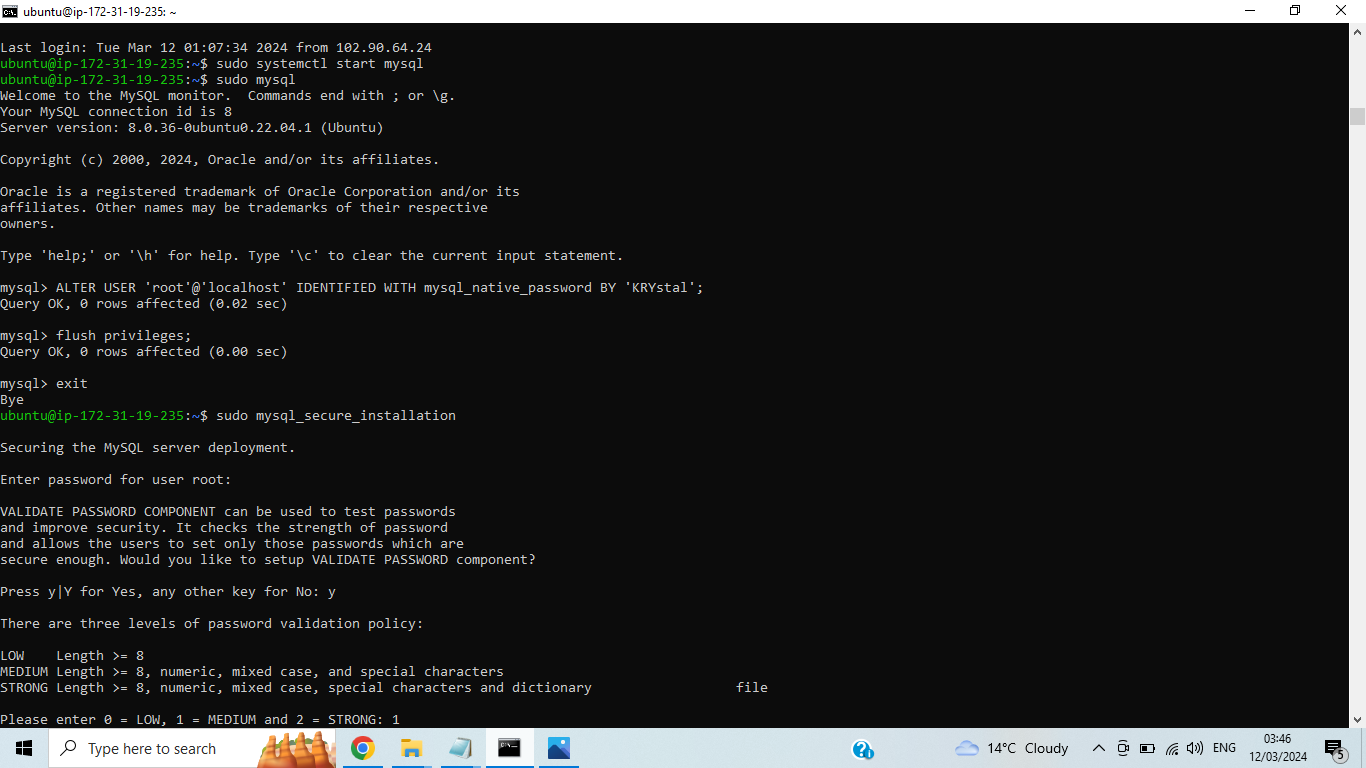 ubuntu@ip-172-31-19-235: ~
Last login: Tue Mar 12 01:07:34 2024 from 102.90.64.24
ubuntu@ip-172-31-19-235:~$ sudo systemctl start mysql
ubuntu@ip-172-31-19-235:~$ sudo mysql
Welcome to the MySQL monitor.  Commands end with ; or \g.
Your MySQL connection id is 8
Server version: 8.0.36-0ubuntu0.22.04.1 (Ubuntu)
Copyright (c) 2000, 2024, Oracle and/or its affiliates.
Oracle is a registered trademark of Oracle Corporation and/or its
affiliates. Other names may be trademarks of their respective
owners.
Type 'help;' or '\h' for help. Type '\c' to clear the current input statement.
mysql> ALTER USER 'root'@'localhost' IDENTIFIED WITH mysql_native_password BY 'KRYstal';
Query OK, 0 rows affected (0.02 sec)
mysql> flush privileges;
Query OK, 0 rows affected (0.00 sec)
mysql> exit
Bye
ubuntu@ip-172-31-19-235:~$ sudo mysql_secure_installation
Securing the MySQL server deployment.
Enter password for user root:
VALIDATE PASSWORD COMPONENT can be used to test passwords
and improve security. It checks the strength of password
and allows the users to set only those passwords which are
secure enough. Would you like to setup VALIDATE PASSWORD component?
Press y|Y for Yes, any other key for No: y
There are three levels of password validation policy:
LOW    Length >= 8
MEDIUM Length >= 8, numeric, mixed case, and special characters
STRONG Length >= 8, numeric, mixed case, special characters and dictionary                  file
Please enter 0 = LOW, 1 = MEDIUM and 2 = STRONG: 1
Type here to search
14°C Cloudy
ENG
03:46
12/03/2024
5